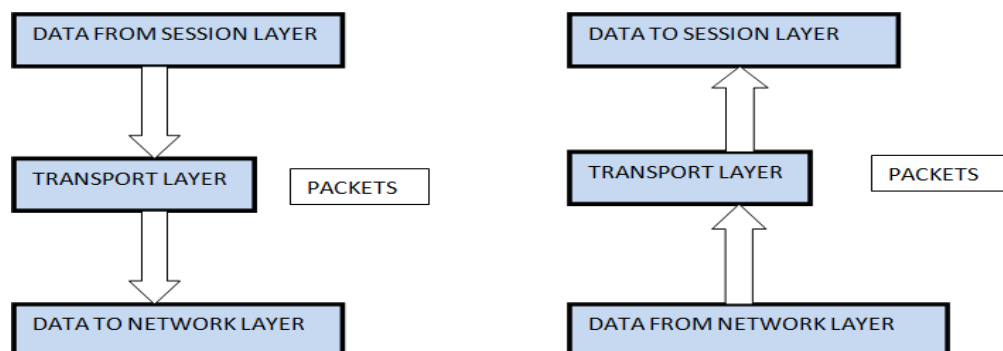 DATA FROM SESSION LAYER
DATA TO SESSION LAYER
TRANSPORT LAYER
PACKETS
TRANSPORT LAYER
PACKETS
DATA TO NETWORK LAYER
DATA FROM NETWORK LAYER